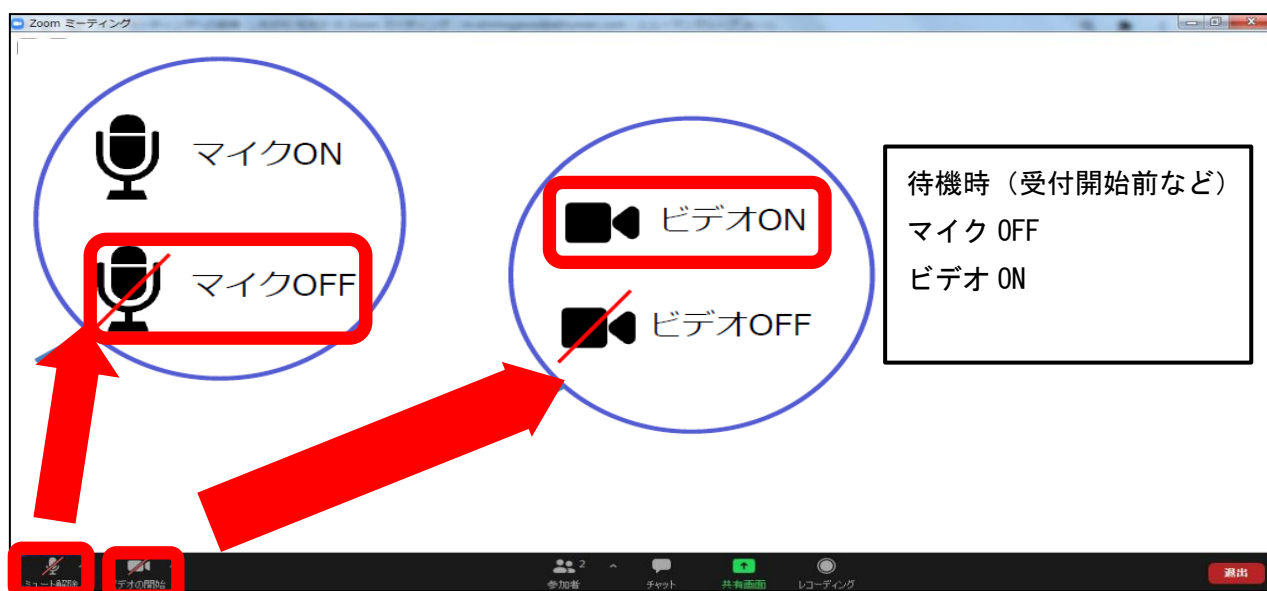 Zoom ミーティング
マイクON
マイクOFF
ビデオON
ビデオOFF
待機時（受付開始前など）
マイク OFF
ビデオ ON
ミュート解除
ビデオの開始
2
参加者
チャット
共有画面
レコーディング
退出